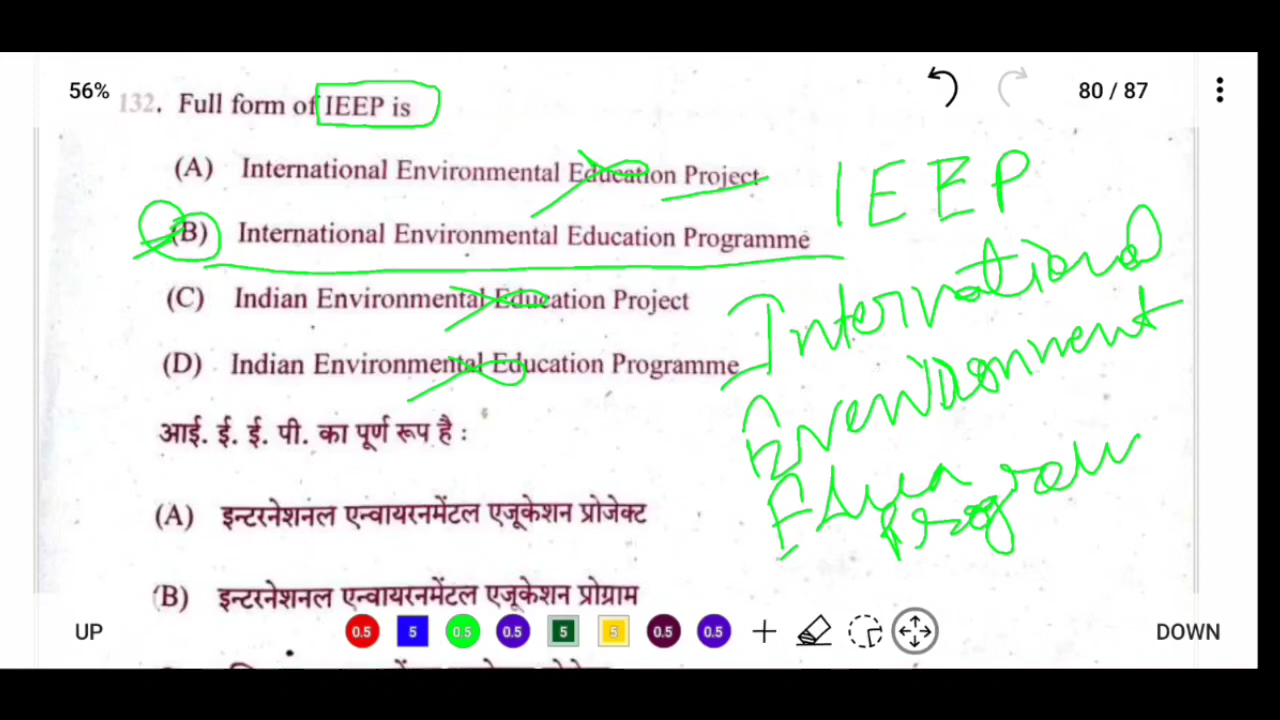 56%
132. Full form of IEEP is
80 / 87
(A) International Environmental Education Project
(B) International Environmental Education Programme
(C) Indian Environmental Education Project
(D) Indian Environmental Education Programme
IEEP
International
Environment
आई. ई. ई. पी. का पूर्ण रूप है :
(A) इन्टरनेशनल एन्वायरनमेंटल एजूकेशन प्रोजेक्ट
(B) इन्टरनेशनल एन्वायरनमेंटल एजूकेशन प्रोग्राम
UP
0.5 5 0.5 0.5 5 5 0.5 0.5
DOWN